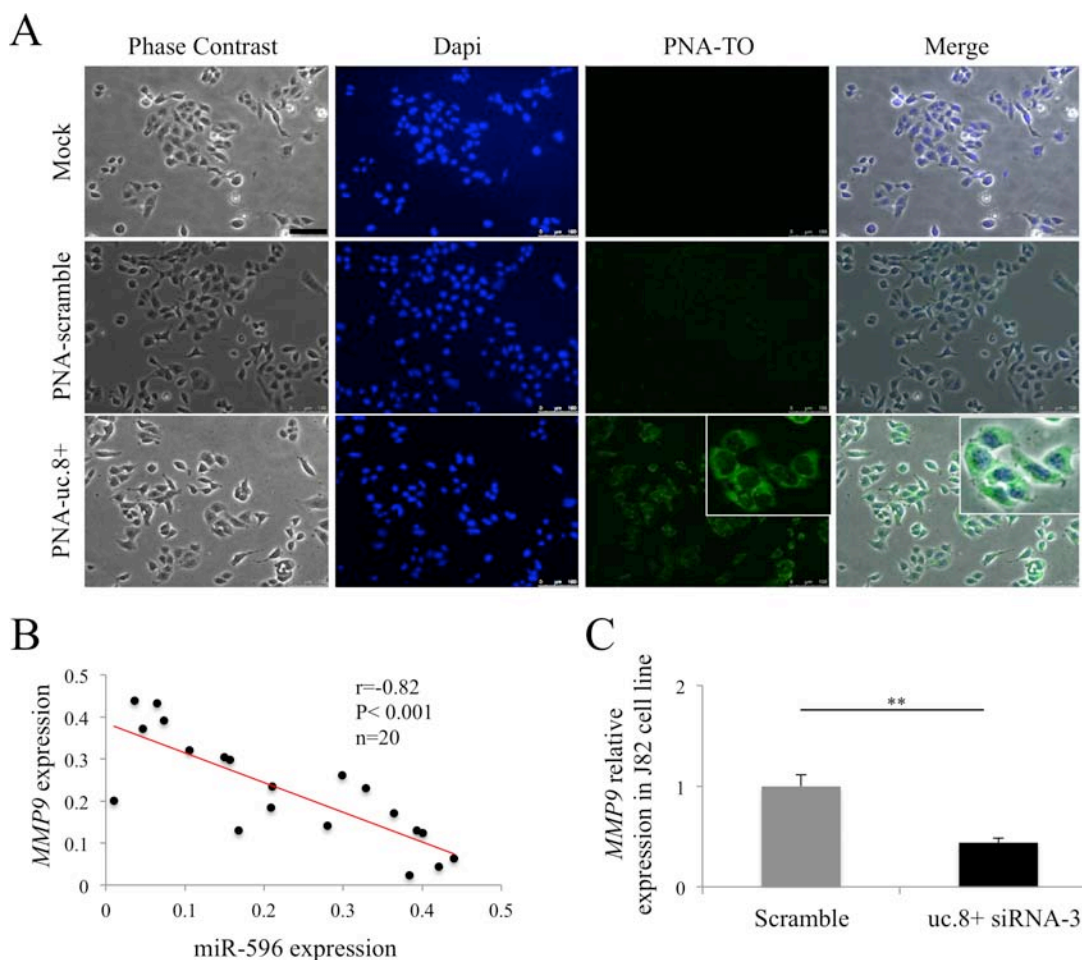 A
Phase Contrast
Dapi
PNA-TO
Merge
Mock
PNA-scramble
PNA-uc.8+
B
MMP9 expression
0.5
0.4
0.3
0.2
0.1
0
r=-0.82
P< 0.001
n=20
0
0.1
0.2
0.3
0.4
0.5
miR-596 expression
C
MMP9 relative
expression in J82 cell line
2
1
0
**
Scramble
uc.8+ siRNA-3